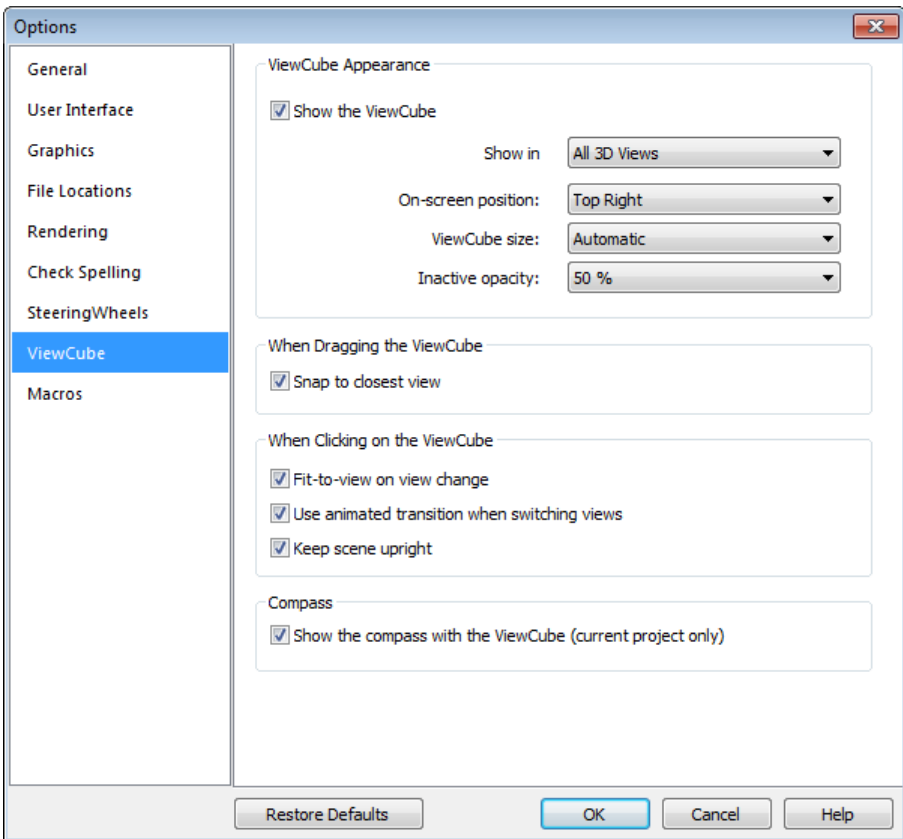 Options
General
User Interface
Graphics
File Locations
Rendering
Check Spelling
SteeringWheels
ViewCube
Macros
ViewCube Appearance
Show the ViewCube
Show in All 3D Views
On-screen position: Top Right
ViewCube size: Automatic
Inactive opacity: 50 %
When Dragging the ViewCube
Snap to closest view
When Clicking on the ViewCube
Fit-to-view on view change
Use animated transition when switching views
Keep scene upright
Compass
Show the compass with the ViewCube (current project only)
Restore Defaults OK Cancel Help